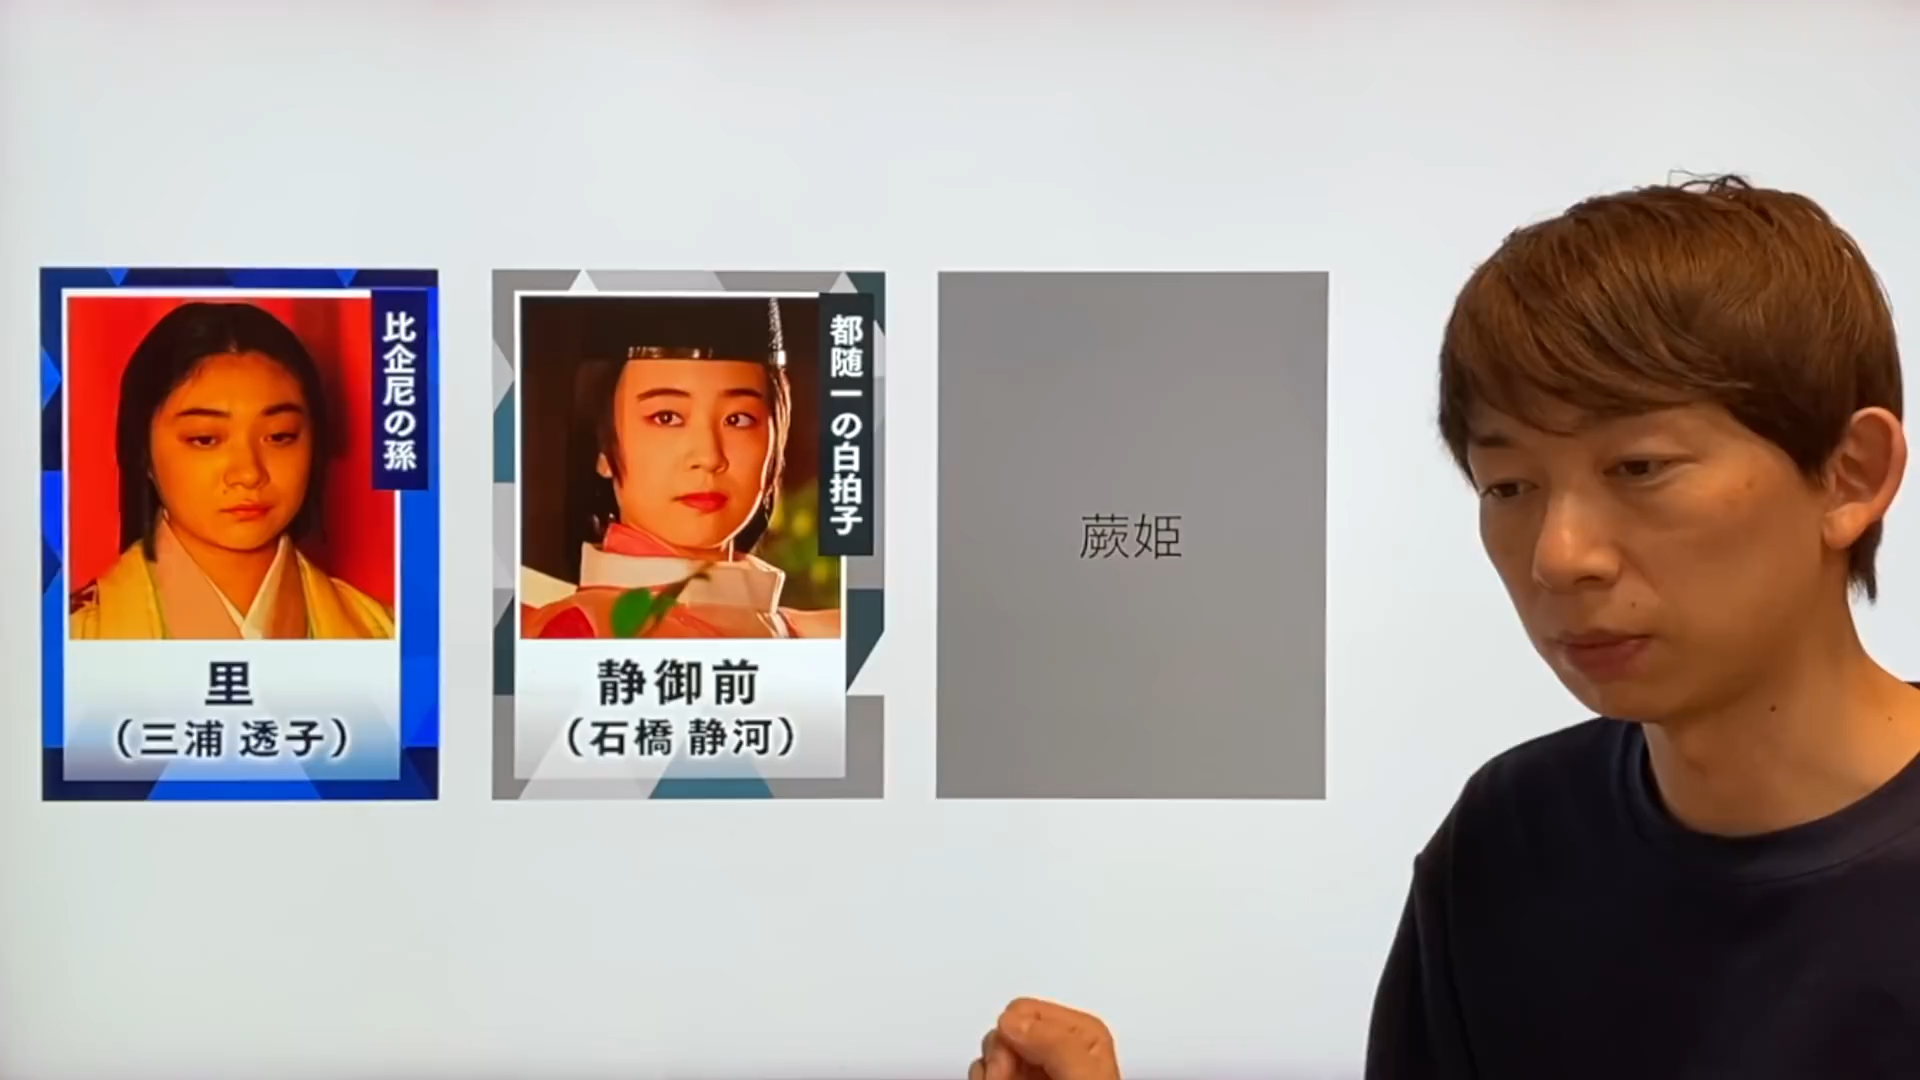 比企尼の孫
里
（三浦 透子）
都随一の白拍子
静御前
（石橋 静河）
蕨姫